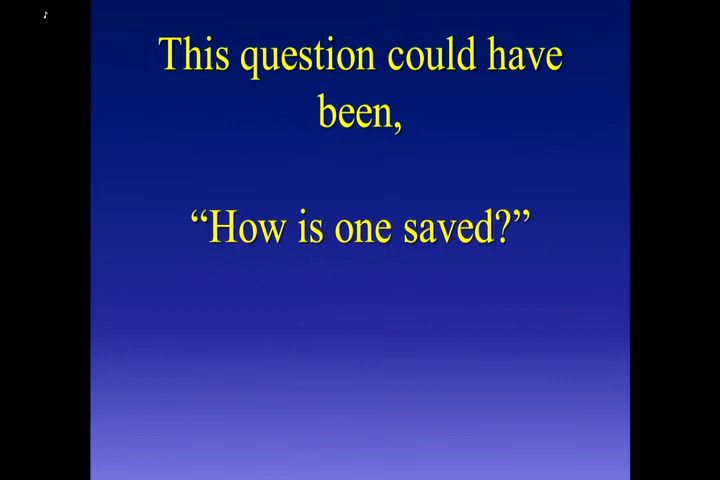 This question could have
been,
“How is one saved?”